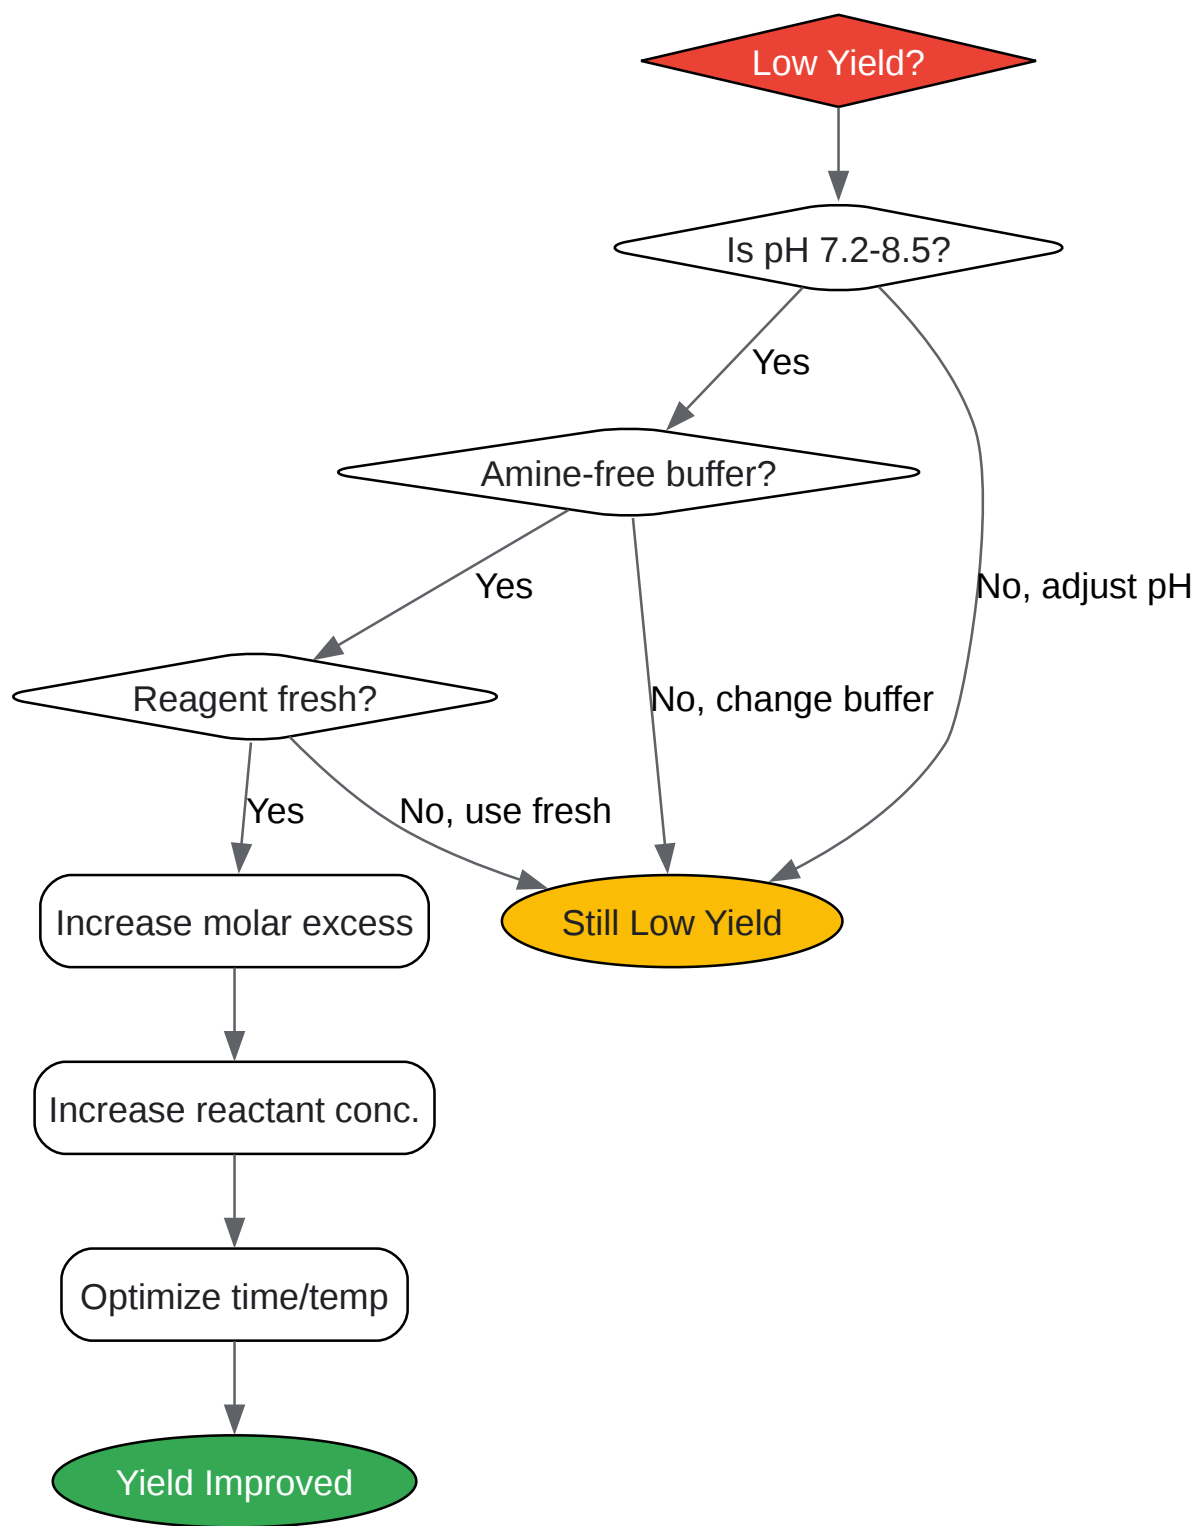 Low Yield?
Is pH 7.2-8.5?
Yes
Amine-free buffer?
Yes
No, adjust pH
Reagent fresh?
No, change buffer
Yes
No, use fresh
Increase molar excess
Still Low Yield
Increase reactant conc.
Optimize time/temp
Yield Improved